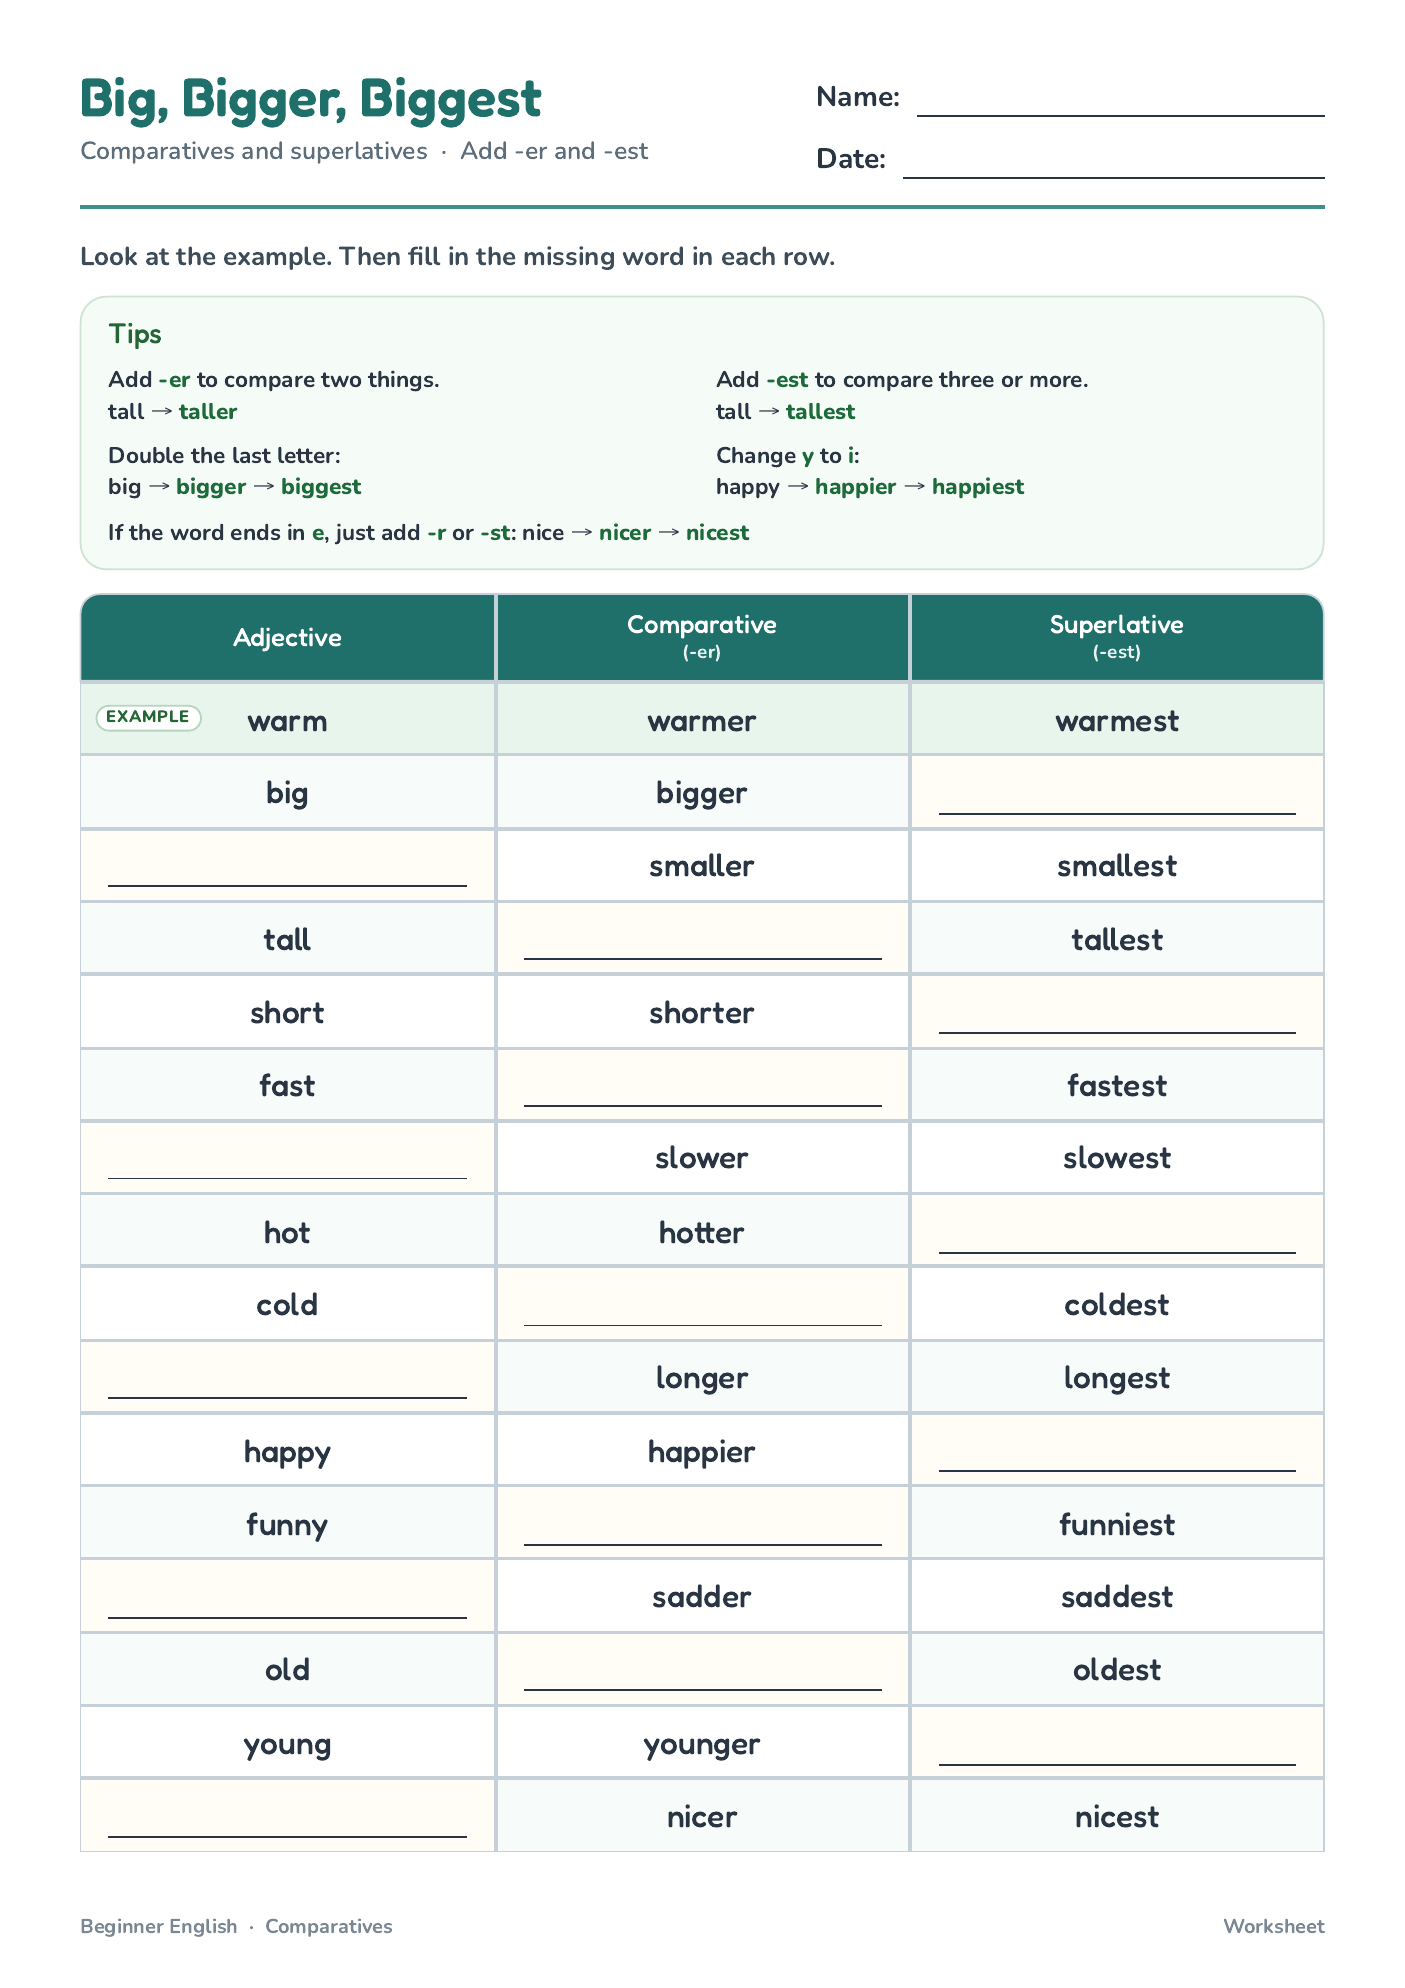 Big, Bigger, Biggest
Comparatives and superlatives · Add -er and -est
Name:
Date:
Look at the example. Then fill in the missing word in each row.
Tips
Add -er to compare two things.
tall → taller
Add -est to compare three or more.
tall → tallest
Double the last letter:
big → bigger → biggest
Change y to i:
happy → happier → happiest
If the word ends in e, just add -r or -st: nice → nicer → nicest
Adjective Comparative (-er) Superlative (-est)
EXAMPLE warm warmer warmest
big bigger
smaller smallest
tall tallest
short shorter
fast fastest
slower slowest
hot hotter
cold coldest
longer longest
happy happier
funny funniest
sadder saddest
old oldest
young younger
nicer nicest
Beginner English · Comparatives Worksheet